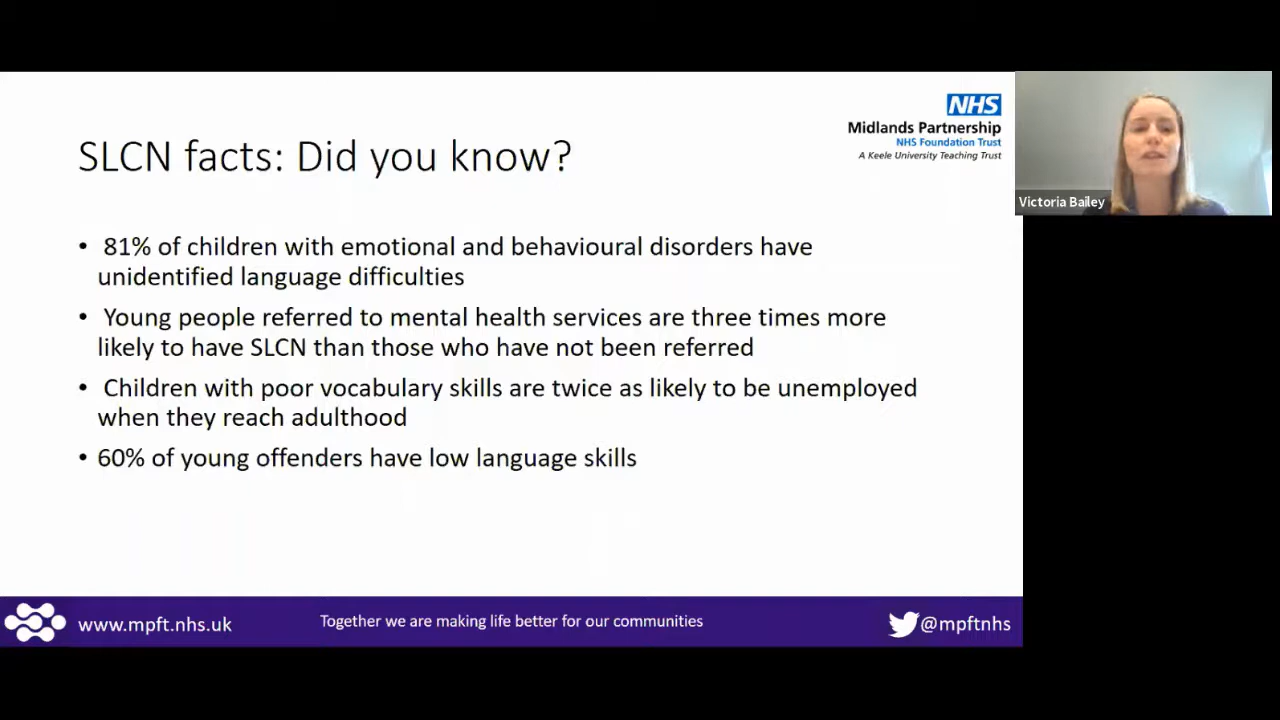 NHS
Midlands Partnership
NHS Foundation Trust
A Keele University Teaching Trust
SLCN facts: Did you know?
Victoria Bailey
• 81% of children with emotional and behavioural disorders have
unidentified language difficulties
• Young people referred to mental health services are three times more
likely to have SLCN than those who have not been referred
• Children with poor vocabulary skills are twice as likely to be unemployed
when they reach adulthood
• 60% of young offenders have low language skills
www.mpft.nhs.uk
Together we are making life better for our communities
@mpftnhs